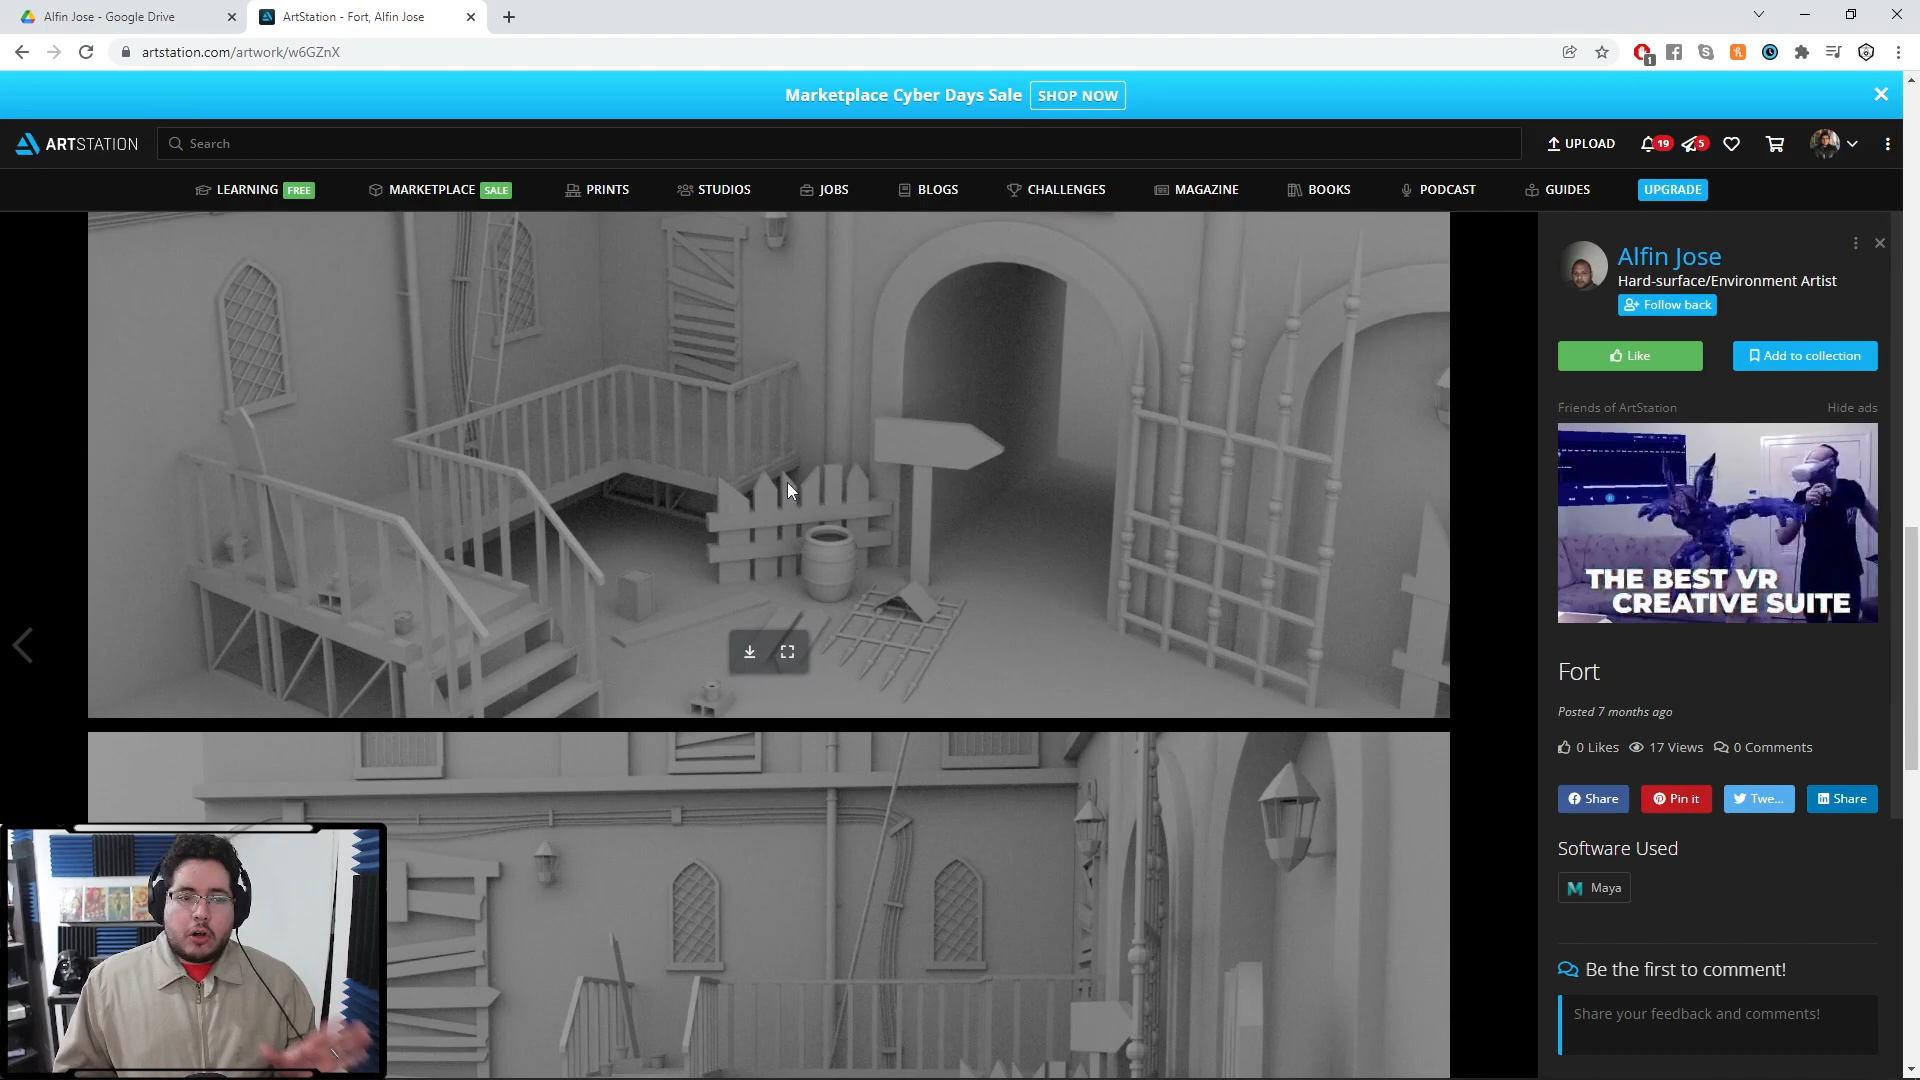 Alfin Jose - Google Drive
ArtStation - Fort, Alfin Jose
artstation.com/artwork/w6GZnX
1
Marketplace Cyber Days Sale SHOP NOW
ARTSTATION
Search
UPLOAD
19
5
LEARNING FREE
MARKETPLACE SALE
PRINTS
STUDIOS
JOBS
BLOGS
CHALLENGES
MAGAZINE
BOOKS
PODCAST
GUIDES
UPGRADE
Alfin Jose
Hard-surface/Environment Artist
Follow back
Like
Add to collection
Friends of ArtStation
Hide ads
THE BEST VR
CREATIVE SUITE
Fort
Posted 7 months ago
0 Likes 17 Views 0 Comments
Share
Pin it
Twe...
Share
Software Used
Maya
Be the first to comment!
Share your feedback and comments!